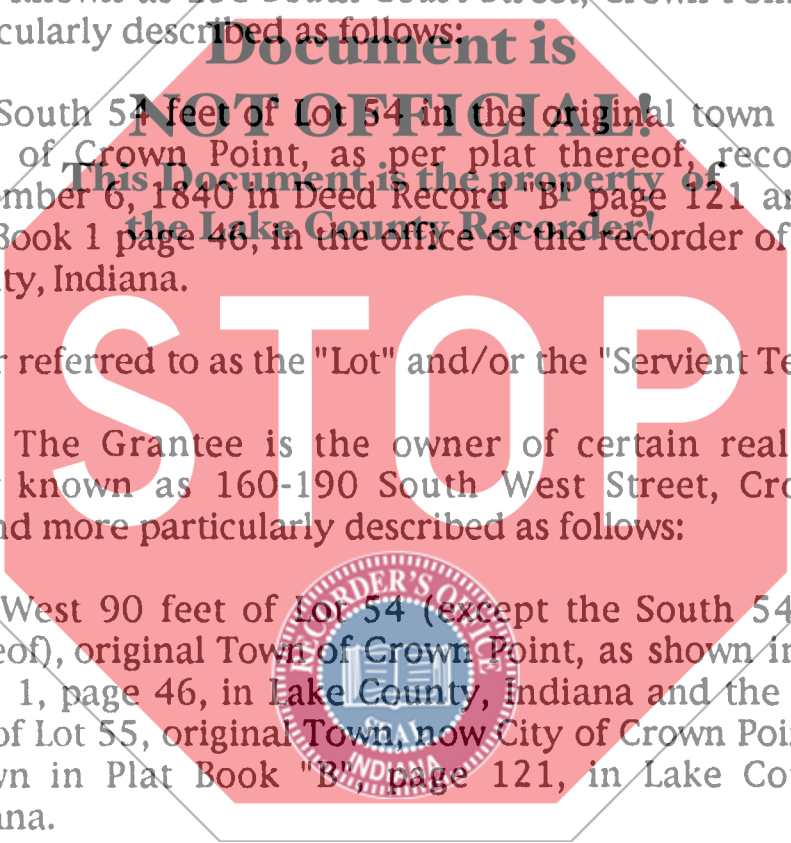 cularly described as follows:
Document is
South 54 feet of Lot 54 in the original town
NOT OFFICIAL!
of Crown Point, as per plat thereof, reco
This Document is the property of
mber 6, 1840 in Deed Record "B" page 121 a
the Lake County Recorder!
Book 1 page 46, in the office of the recorder of
ty, Indiana.
STOP
r referred to as the "Lot" and/or the "Servient Te
The Grantee is the owner of certain real
known as 160-190 South West Street, Cro
nd more particularly described as follows:
RECORDER'S OFFICE
West 90 feet of Lot 54 (except the South 54
eof), original Town of Crown Point, as shown in
1, page 46, in Lake County, Indiana and the
SEAL
of Lot 55, original Town, now City of Crown Poi
INDIANA
wn in Plat Book "B", page 121, in Lake Cou
ana.